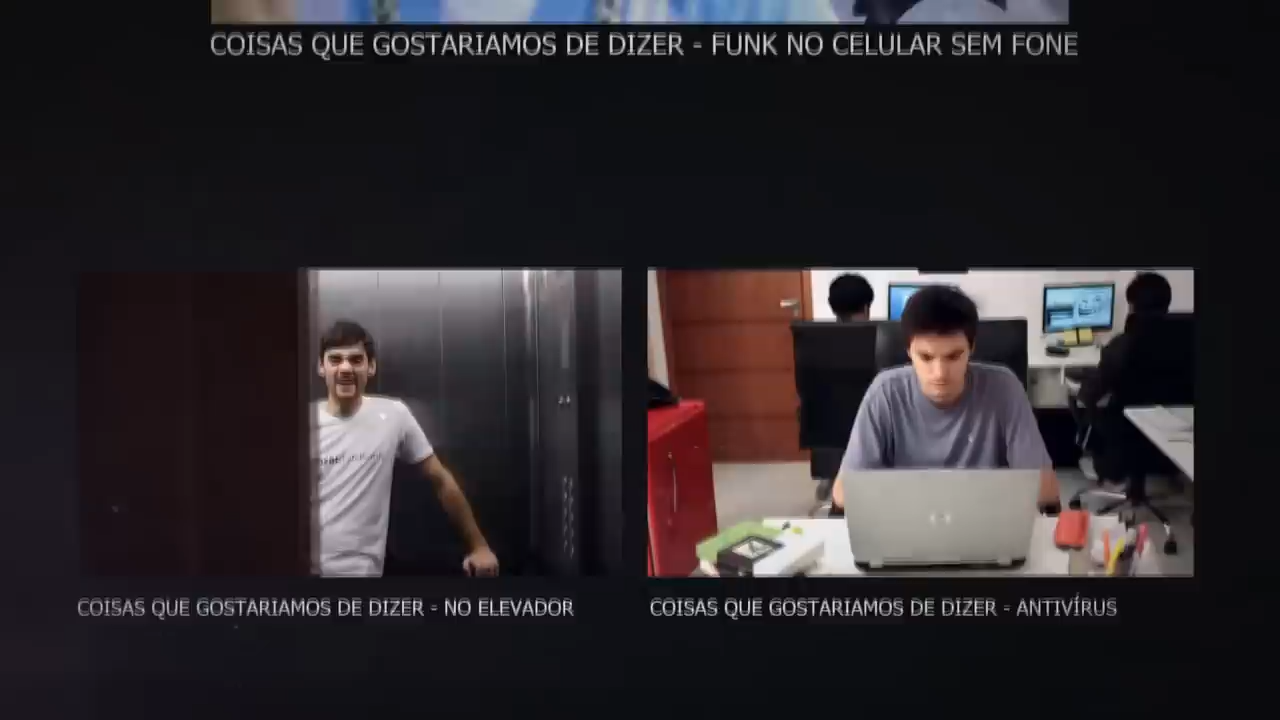 COISAS QUE GOSTARIAMOS DE DIZER - FUNK NO CELULAR SEM FONE
COISAS QUE GOSTARIAMOS DE DIZER - NO ELEVADOR
COISAS QUE GOSTARIAMOS DE DIZER - ANTIVÍRUS